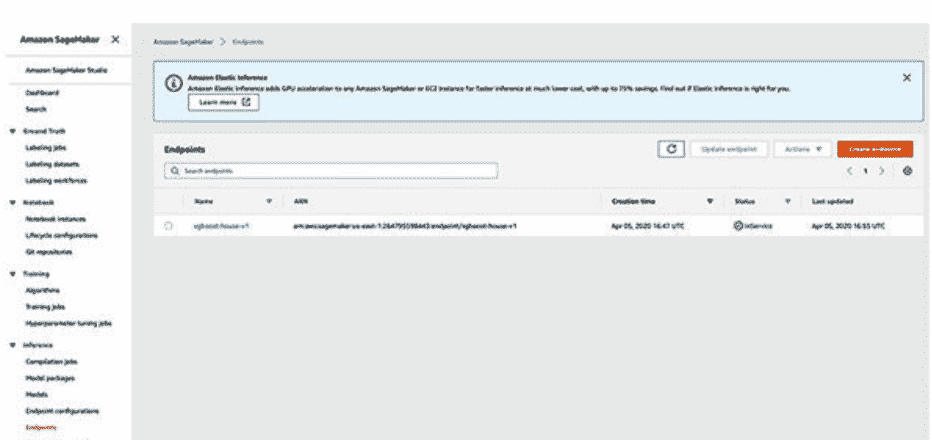 Amazon SageMaker
Amazon SageMaker Studio
Dashboard
Search
Ground Truth
Labeling jobs
Labeling datasets
Labeling workforces
Notebook
Notebook instances
Lifecycle configurations
Git repositories
Training
Algorithms
Training jobs
Hyperparameter tuning jobs
Inference
Compilation jobs
Model packages
Models
Endpoint configurations
Endpoints
Amazon SageMaker > Endpoints
Amazon Elastic Inference
Amazon Elastic Inference adds GPU acceleration to any Amazon SageMaker or EC2 instance for faster inference at much lower cost, with up to 75% savings. Find out if Elastic Inference is right for you.
Learn more
Endpoints
Update endpoint
Actions
Create endpoint
Search endpoints
1
Name ARN Creation time Status Last updated
xgboost-house-v1 Apr 05, 2020 16:47 UTC InService Apr 05, 2020 16:55 UTC